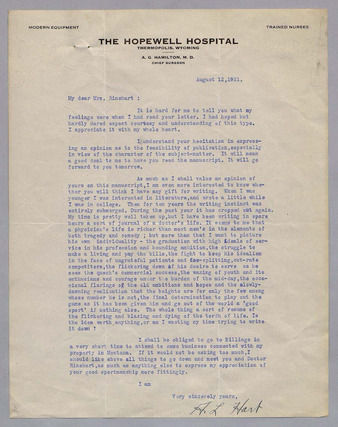 MODERN EQUIPMENT
TRAINED NURSES
THE HOPEWELL HOSPITAL
THERMOPOLIS, WYOMING
A. G. HAMILTON, M. D.
CHIEF SURGEON
August 12,1921.
My dear Mrs. Rinehart :
It is hard for me to tell you what my
feelings were when I had read your letter. I had hoped but
hardly dared expect courtesy and understanding of this type.
I appreciate it with my whole heart.
I understand your hesitation in express-
ing an opinion as to the feasibility of publication, especially
in view of the character of the subject-matter. It will mean
a good deal to me to have you read the manuscript. It will go
forward to you tomorrow.
As much as I shall value an opinion of
yours on this manuscript, I am even more interested to know whe-
ther you will think I have any gift for writing. When I was
younger I was interested in literature, and wrote a little while
I was in college. Then for ten years the writing instinct was
entirely submerged. During the past year it has cropped out again.
My time is pretty well taken up, but I have been writing in spare
hours a sort of journal of a doctor's life. It seems to me that
a physician's life is richer than most men's in the elements of
both tragedy and comedy ; but more than that I want to picture
his own individuality - the graduation with high ideals of ser-
vice in his profession and bounding ambition, the struggle to
make a living and pay the bills, the fight to keep his idealism
in the face of ungrateful patients and fee-splitting, cut-rate
competitors, the flickering down of his desire to serve as he
sees the quack's commercial success, the waning of youth and its
enthusiasms and courage under the burden of the mid-day, the occa-
sional flarings of the old ambitions and hopes and the slowly-
dawning realization that the heights are for only the few among
whose number he is not, the final determination to play out the
game as it has been given him and go out of the world a "good
sport" if nothing else. The whole thing a sort of resume of
the flickering and blazing and dying of the torch of life. Is
the idea worth anything, or am I wasting my time trying to write
it down ?
I shall be obliged to go to Billings in
a very short time to attend to some business connected with my
property in Montana. If it would not be asking too much, I
should like above all things to go down and meet you and Doctor
Rinehart, as much as anything else to express my appreciation of
your good sportsmanship more fittingly.
I am
Very sincerely yours,
A. L. Hart